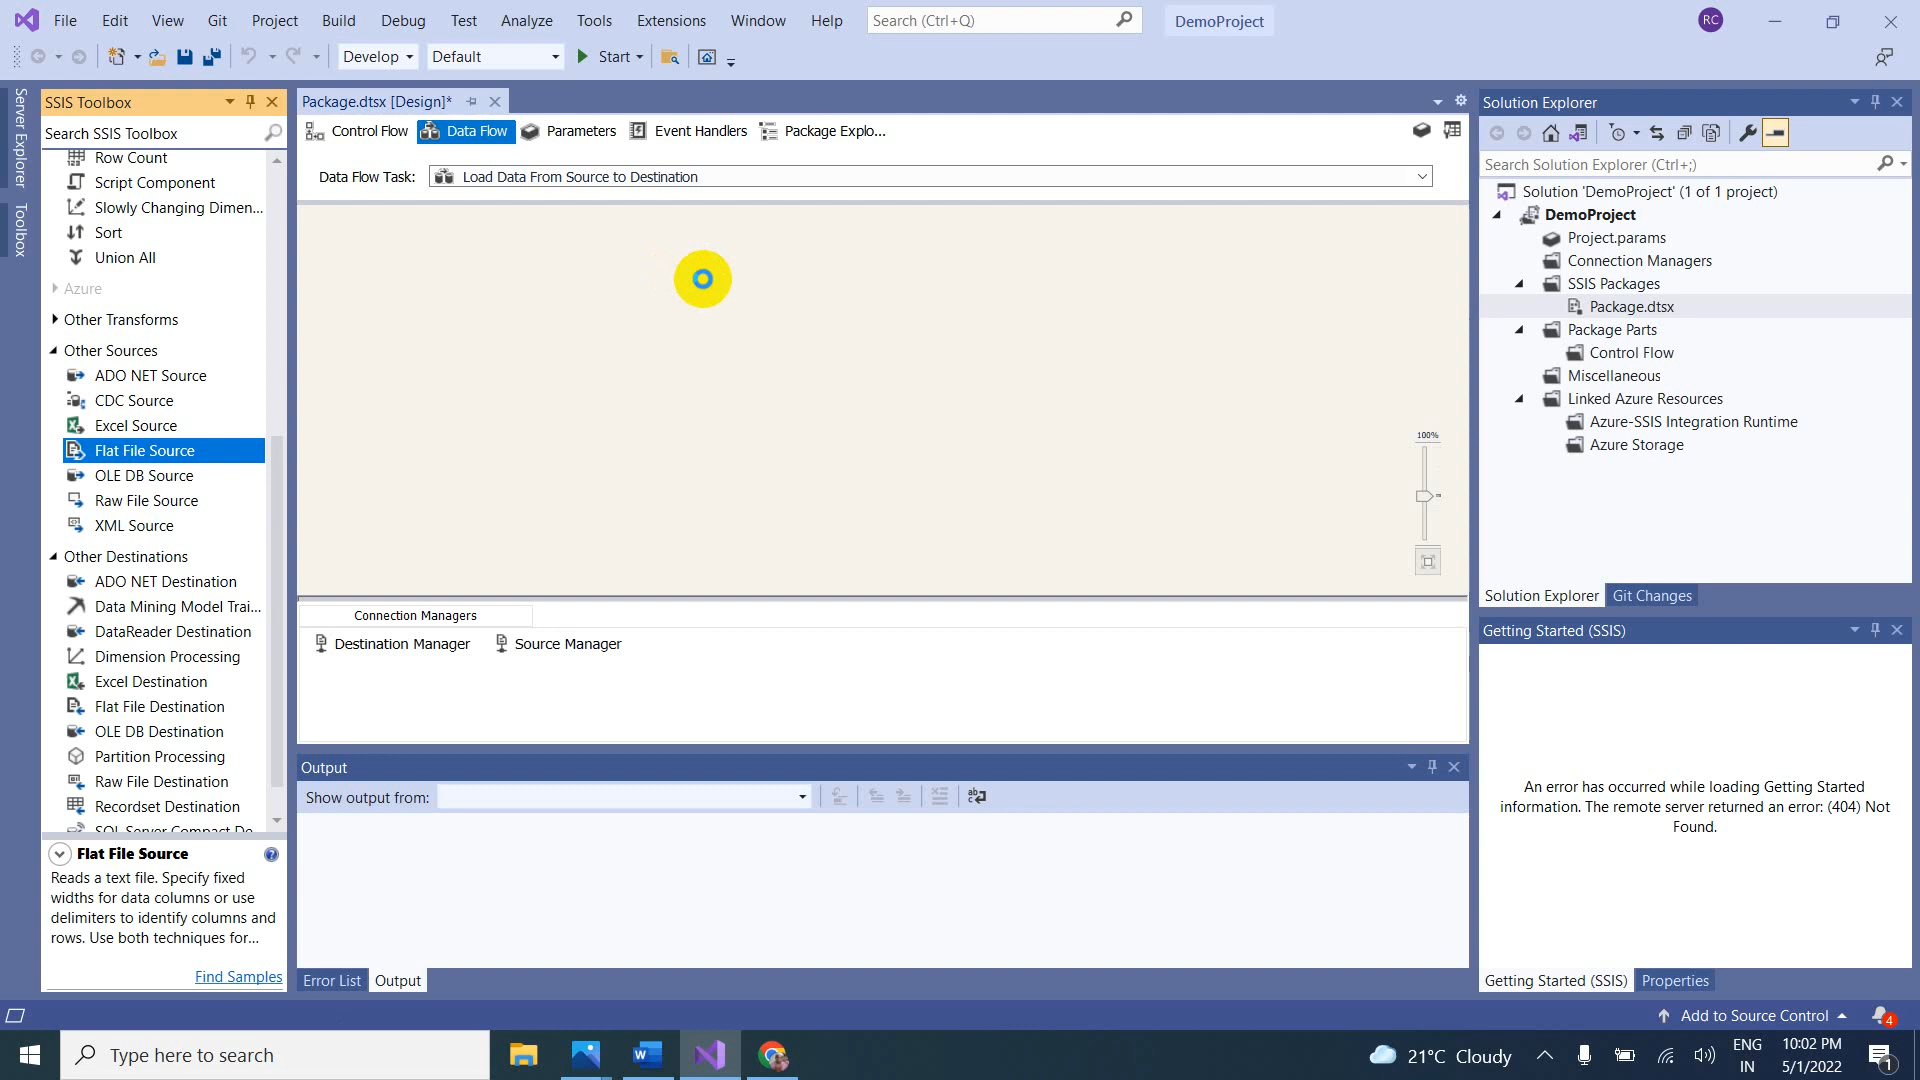 File Edit View Git Project Build Debug Test Analyze Tools Extensions Window Help Search (Ctrl+Q) DemoProject RC
Develop Default Start
Server Explorer
Toolbox
SSIS Toolbox
Search SSIS Toolbox
Row Count
Script Component
Slowly Changing Dimen...
Sort
Union All
Azure
Other Transforms
Other Sources
ADO NET Source
CDC Source
Excel Source
Flat File Source
OLE DB Source
Raw File Source
XML Source
Other Destinations
ADO NET Destination
Data Mining Model Trai...
DataReader Destination
Dimension Processing
Excel Destination
Flat File Destination
OLE DB Destination
Partition Processing
Raw File Destination
Recordset Destination
SQL Server Compact De...
Flat File Source
Reads a text file. Specify fixed
widths for data columns or use
delimiters to identify columns and
rows. Use both techniques for...
Find Samples
Package.dtsx [Design]*
Control Flow Data Flow Parameters Event Handlers Package Explo...
Data Flow Task: Load Data From Source to Destination
100%
Connection Managers
Destination Manager Source Manager
Output
Show output from:
Error List Output
Solution Explorer
Search Solution Explorer (Ctrl+;)
Solution 'DemoProject' (1 of 1 project)
DemoProject
Project.params
Connection Managers
SSIS Packages
Package.dtsx
Package Parts
Control Flow
Miscellaneous
Linked Azure Resources
Azure-SSIS Integration Runtime
Azure Storage
Solution Explorer Git Changes
Getting Started (SSIS)
An error has occurred while loading Getting Started
information. The remote server returned an error: (404) Not
Found.
Getting Started (SSIS) Properties
Add to Source Control 4
Type here to search
21°C Cloudy
ENG
IN
10:02 PM
5/1/2022
1